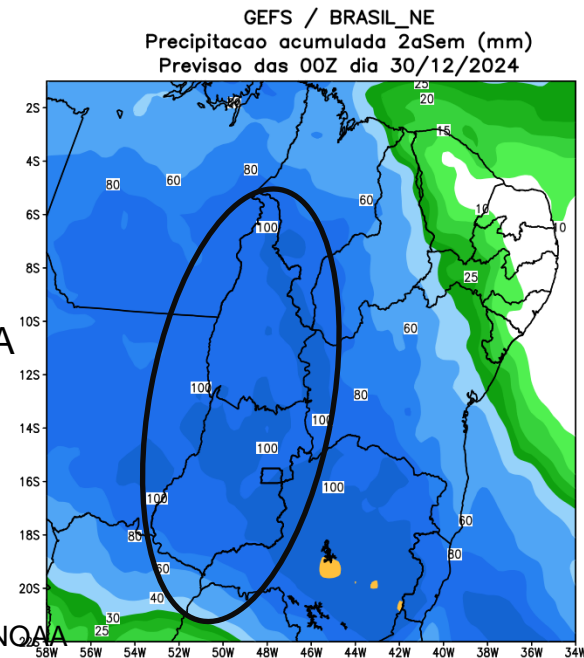 GEFS / BRASIL_NE
Precipitacao acumulada 2aSem (mm)
Previsao das 00Z dia 30/12/2024
25
2S
20
15
4S
80
80
60
60
6S
10
100
10
8S
25
10S
60
A
12S
100
80
14S
100
100
16S
100
100
18S
60
80
80
60
20S
40
30
25
NOAA
22S
58W 56W 54W 52W 50W 48W 46W 44W 42W 40W 38W 36W 34W